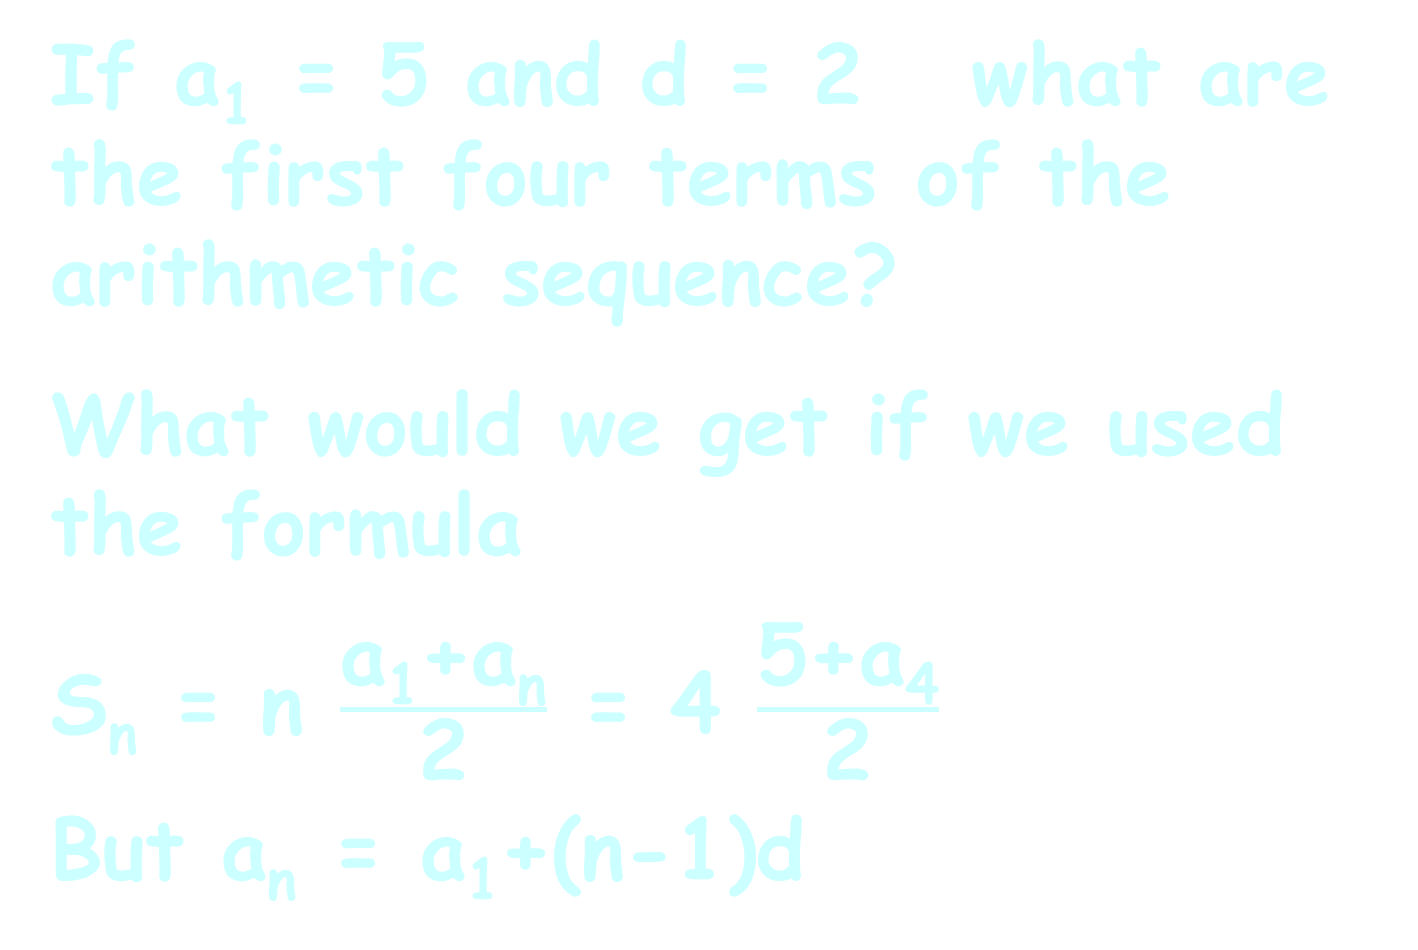 If a₁ = 5 and d = 2 what are
the first four terms of the
arithmetic sequence?
What would we get if we used
the formula
Sₙ = n (a₁+aₙ)/2 = 4 (5+a₄)/2
But aₙ = a₁+(n-1)d